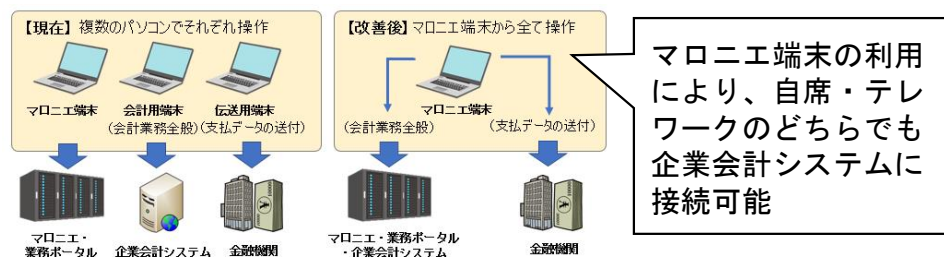 【現在】複数のパソコンでそれぞれ操作
マロニエ端末
会計用端末
(会計業務全般)
伝送用端末
(支払データの送付)
マロニエ・
業務ポータル
企業会計システム
金融機関
【改善後】マロニエ端末から全て操作
マロニエ端末
(会計業務全般)
(支払データの送付)
マロニエ・業務ポータル
・企業会計システム
金融機関
マロニエ端末の利用
により、自席・テレ
ワークのどちらでも
企業会計システムに
接続可能